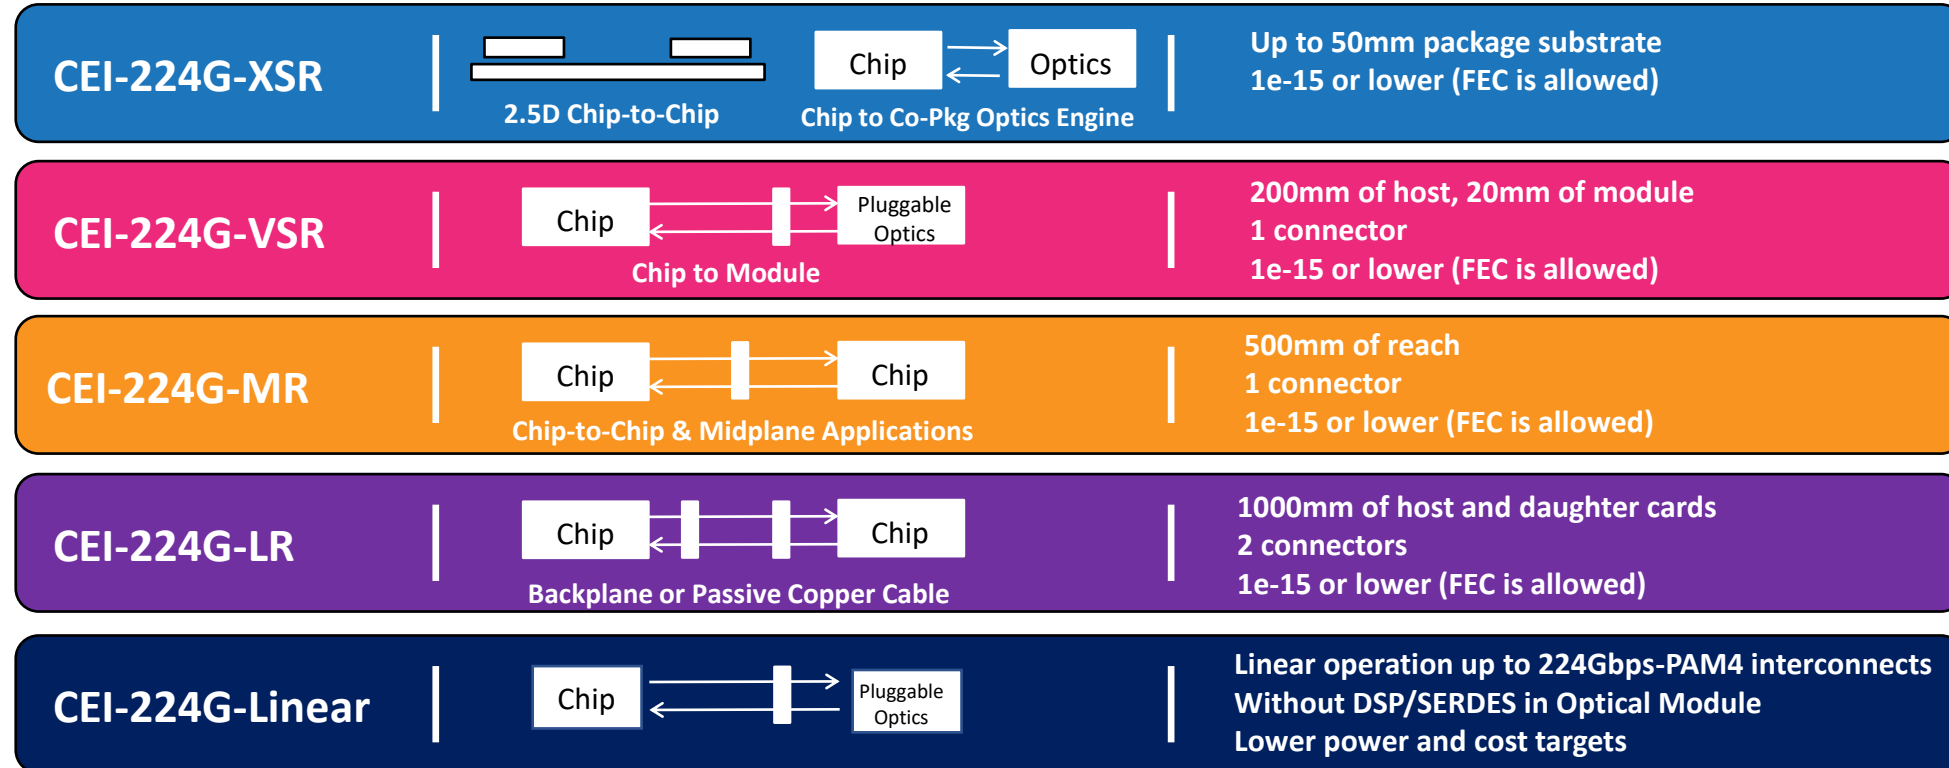 CEI-224G-XSR
2.5D Chip-to-Chip
Chip
Optics
Chip to Co-Pkg Optics Engine
Up to 50mm package substrate
1e-15 or lower (FEC is allowed)
CEI-224G-VSR
Chip
Pluggable
Optics
Chip to Module
200mm of host, 20mm of module
1 connector
1e-15 or lower (FEC is allowed)
CEI-224G-MR
Chip
Chip
Chip-to-Chip & Midplane Applications
500mm of reach
1 connector
1e-15 or lower (FEC is allowed)
CEI-224G-LR
Chip
Chip
Backplane or Passive Copper Cable
1000mm of host and daughter cards
2 connectors
1e-15 or lower (FEC is allowed)
CEI-224G-Linear
Chip
Pluggable
Optics
Linear operation up to 224Gbps-PAM4 interconnects
Without DSP/SERDES in Optical Module
Lower power and cost targets